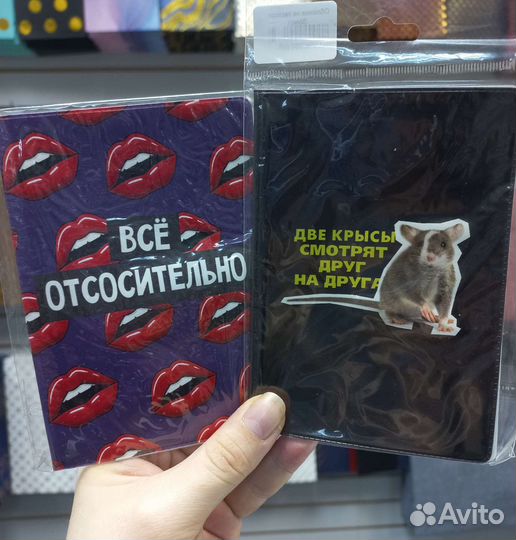 ВСЁ
ОТСОСИТЕЛЬНО
ДВЕ КРЫСЫ
СМОТРЯТ
ДРУГ
НА ДРУГА
Avito